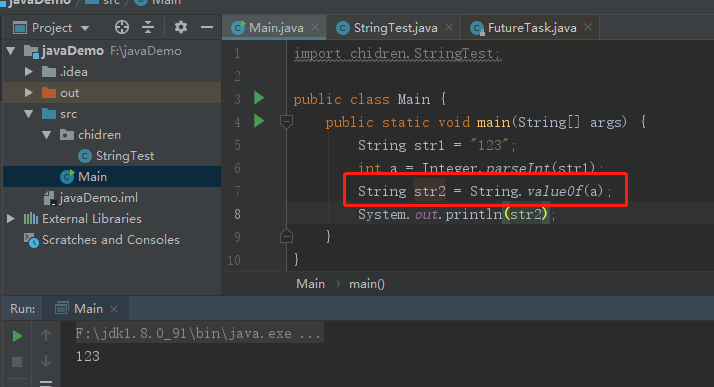 javaDemo src Main
Project
Main.java StringTest.java FutureTask.java
javaDemo F:\javaDemo
.idea
out
src
chidren
StringTest
Main
javaDemo.iml
External Libraries
Scratches and Consoles
1 import chidren.StringTest;
2
3 public class Main {
4 public static void main(String[] args) {
5 String str1 = "123";
6 int a = Integer.parseInt(str1);
7 String str2 = String.valueOf(a);
8 System.out.println(str2);
9 }
10 }
Main main()
Run: Main
F:\jdk1.8.0_91\bin\java.exe ...
123